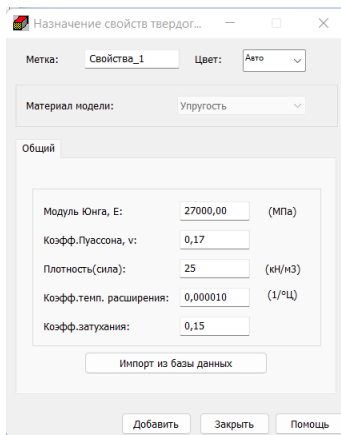 Назначение свойств твердог...
Метка: Свойства_1 Цвет: Авто
Материал модели: Упругость
Общий
Модуль Юнга, E: 27000,00 (МПа)
Коэфф.Пуассона, v: 0,17
Плотность(сила): 25 (кН/м3)
Коэфф.темп. расширения: 0,000010 (1/°Ц)
Коэфф.затухания: 0,15
Импорт из базы данных
Добавить Закрыть Помощь